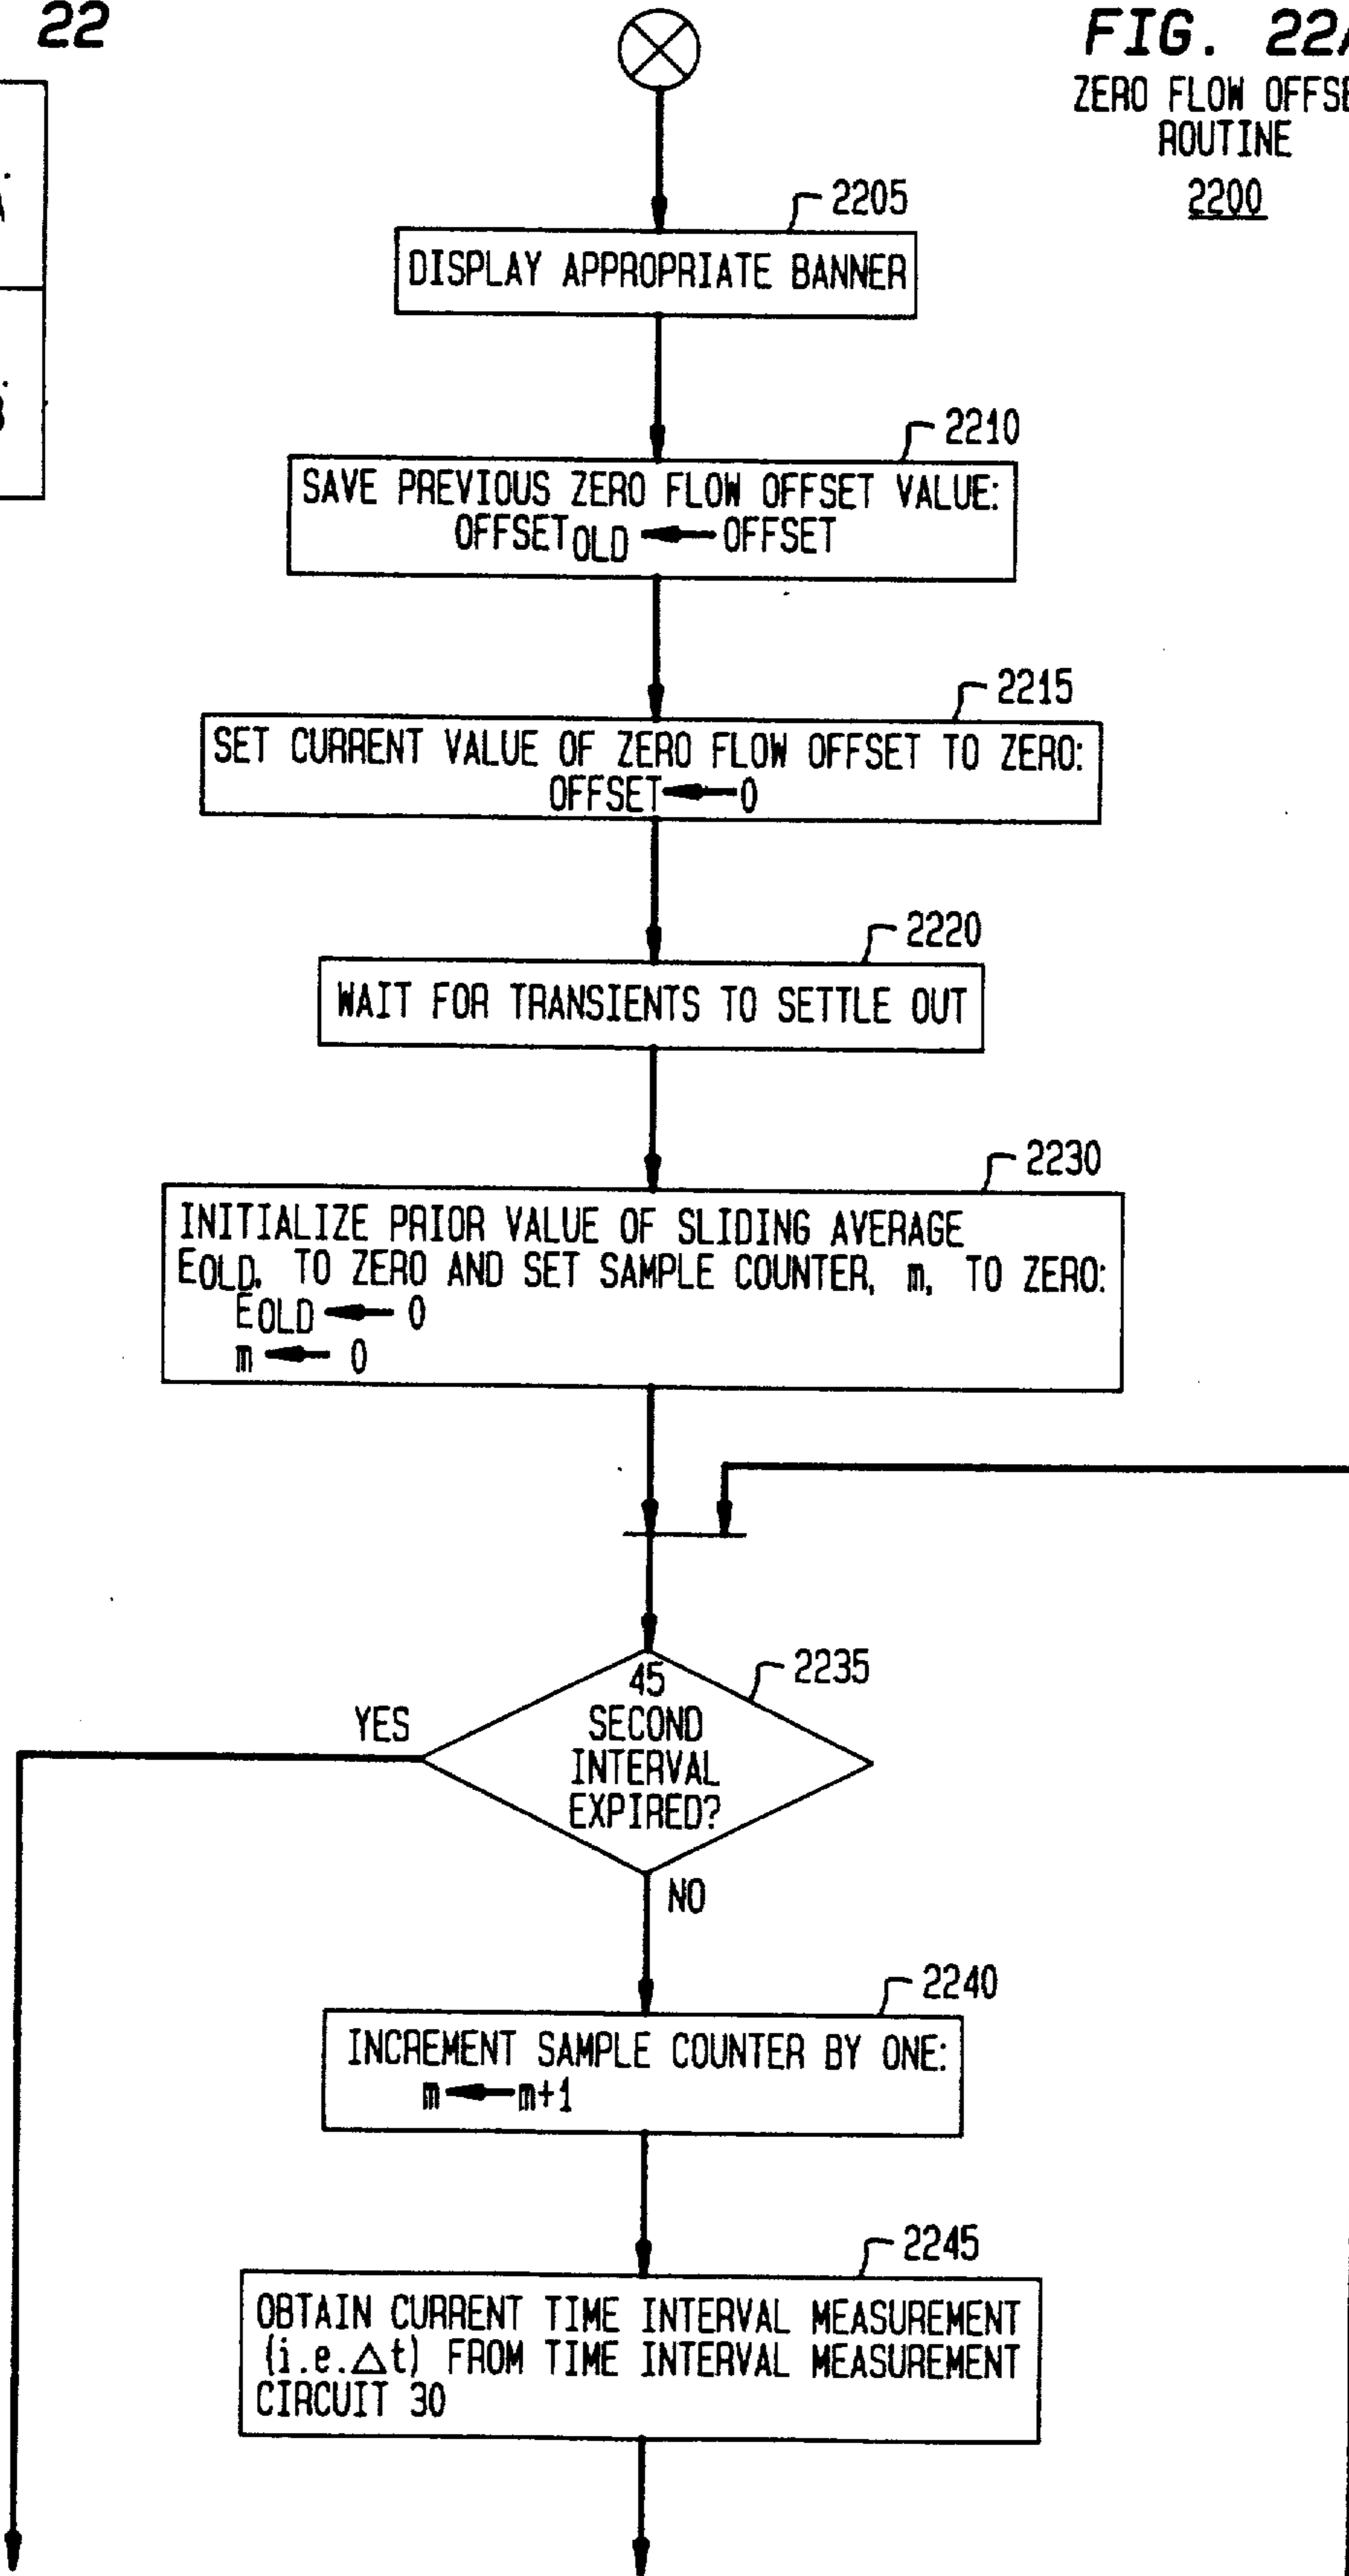 22
FIG. 22
ZERO FLOW
ROUTINE
2200
2205
DISPLAY APPROPRIATE BANNER
2210
SAVE PREVIOUS ZERO FLOW OFFSET VALUE:
OFFSET OLD ← OFFSET
2215
SET CURRENT VALUE OF ZERO FLOW OFFSET TO ZERO:
OFFSET ← 0
2220
WAIT FOR TRANSIENTS TO SETTLE OUT
2230
INITIALIZE PRIOR VALUE OF SLIDING AVERAGE
EOLD, TO ZERO AND SET SAMPLE COUNTER, m, TO ZERO:
EOLD ← 0
m ← 0
2235
45
SECOND
INTERVAL
EXPIRED?
YES
NO
2240
INCREMENT SAMPLE COUNTER BY ONE:
m ← m+1
2245
OBTAIN CURRENT TIME INTERVAL MEASUREMENT
(i.e.△t) FROM TIME INTERVAL MEASUREMENT
CIRCUIT 30